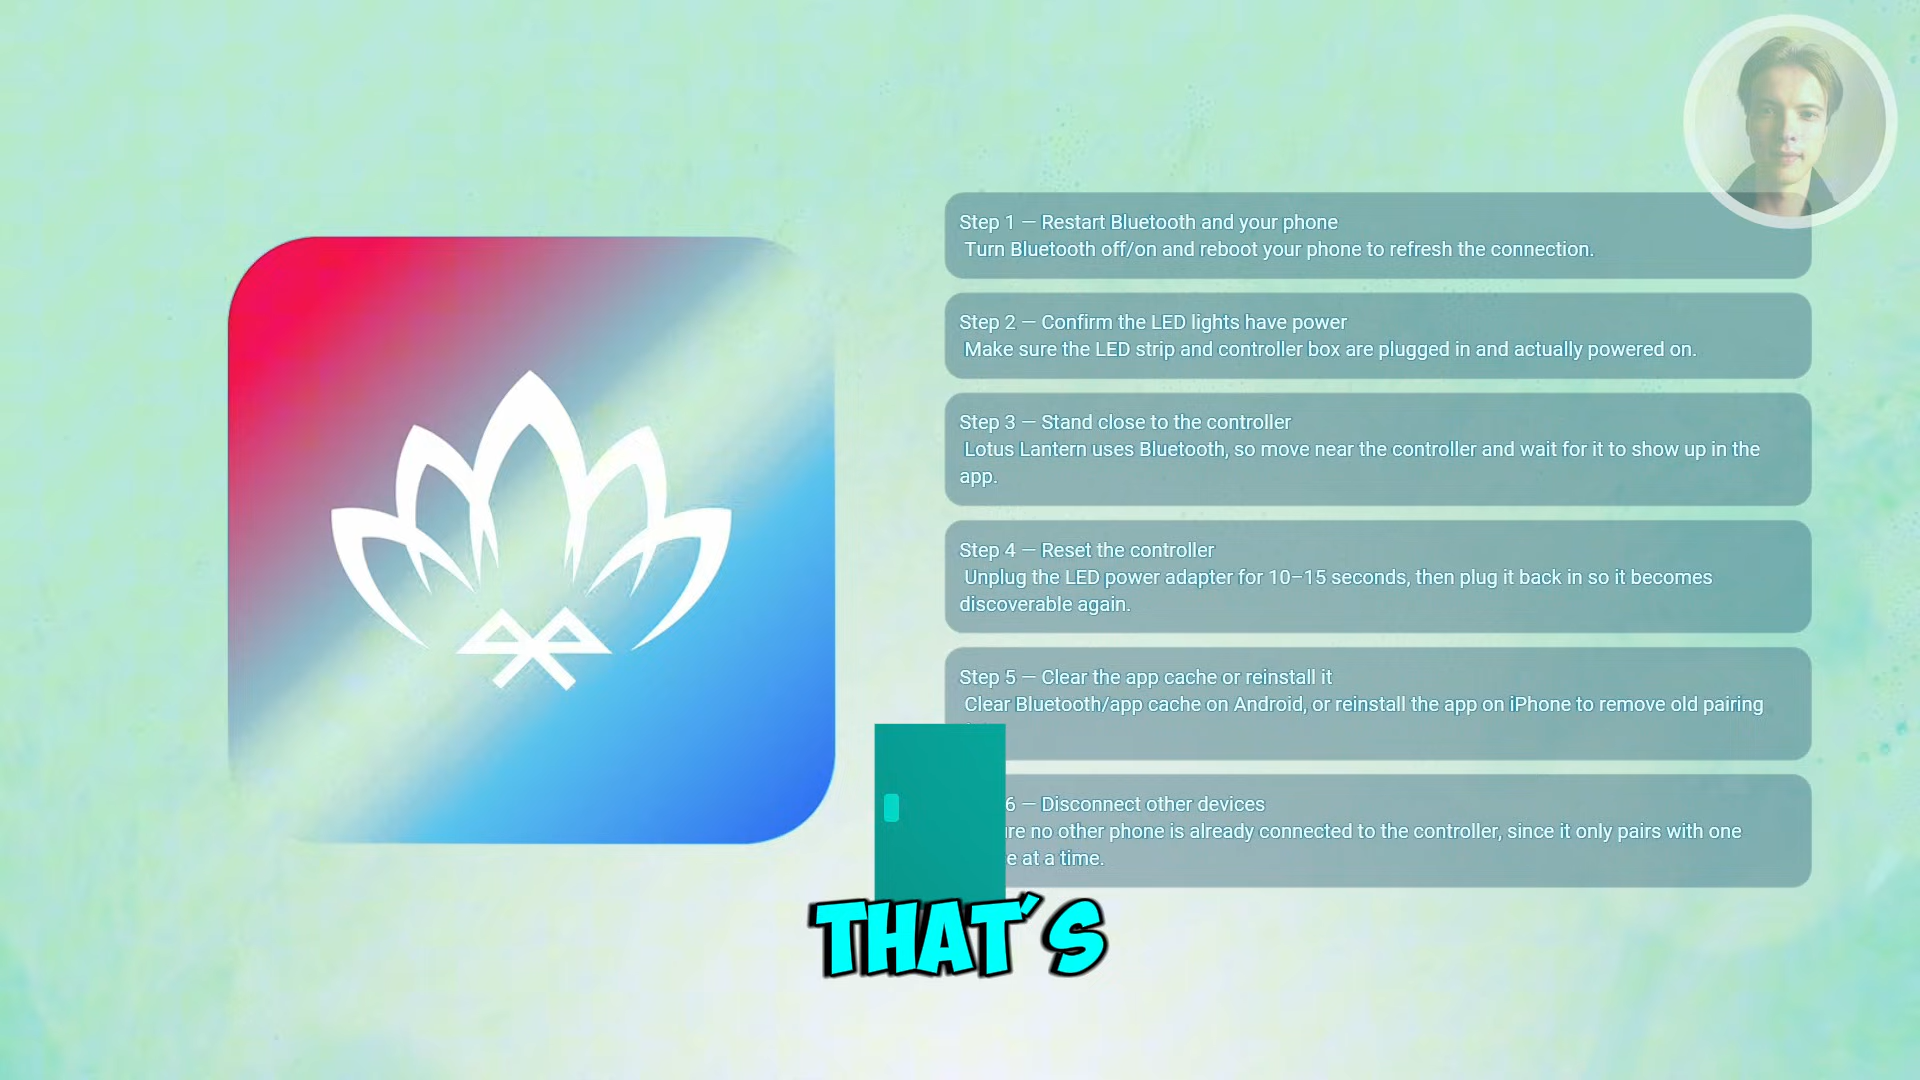 Step 1 — Restart Bluetooth and your phone
Turn Bluetooth off/on and reboot your phone to refresh the connection.
Step 2 — Confirm the LED lights have power
Make sure the LED strip and controller box are plugged in and actually powered on.
Step 3 — Stand close to the controller
Lotus Lantern uses Bluetooth, so move near the controller and wait for it to show up in the
app.
Step 4 — Reset the controller
Unplug the LED power adapter for 10–15 seconds, then plug it back in so it becomes
discoverable again.
Step 5 — Clear the app cache or reinstall it
Clear Bluetooth/app cache on Android, or reinstall the app on iPhone to remove old pairing
6 — Disconnect other devices
no other phone is already connected to the controller, since it only pairs with one
at a time.
THAT'S